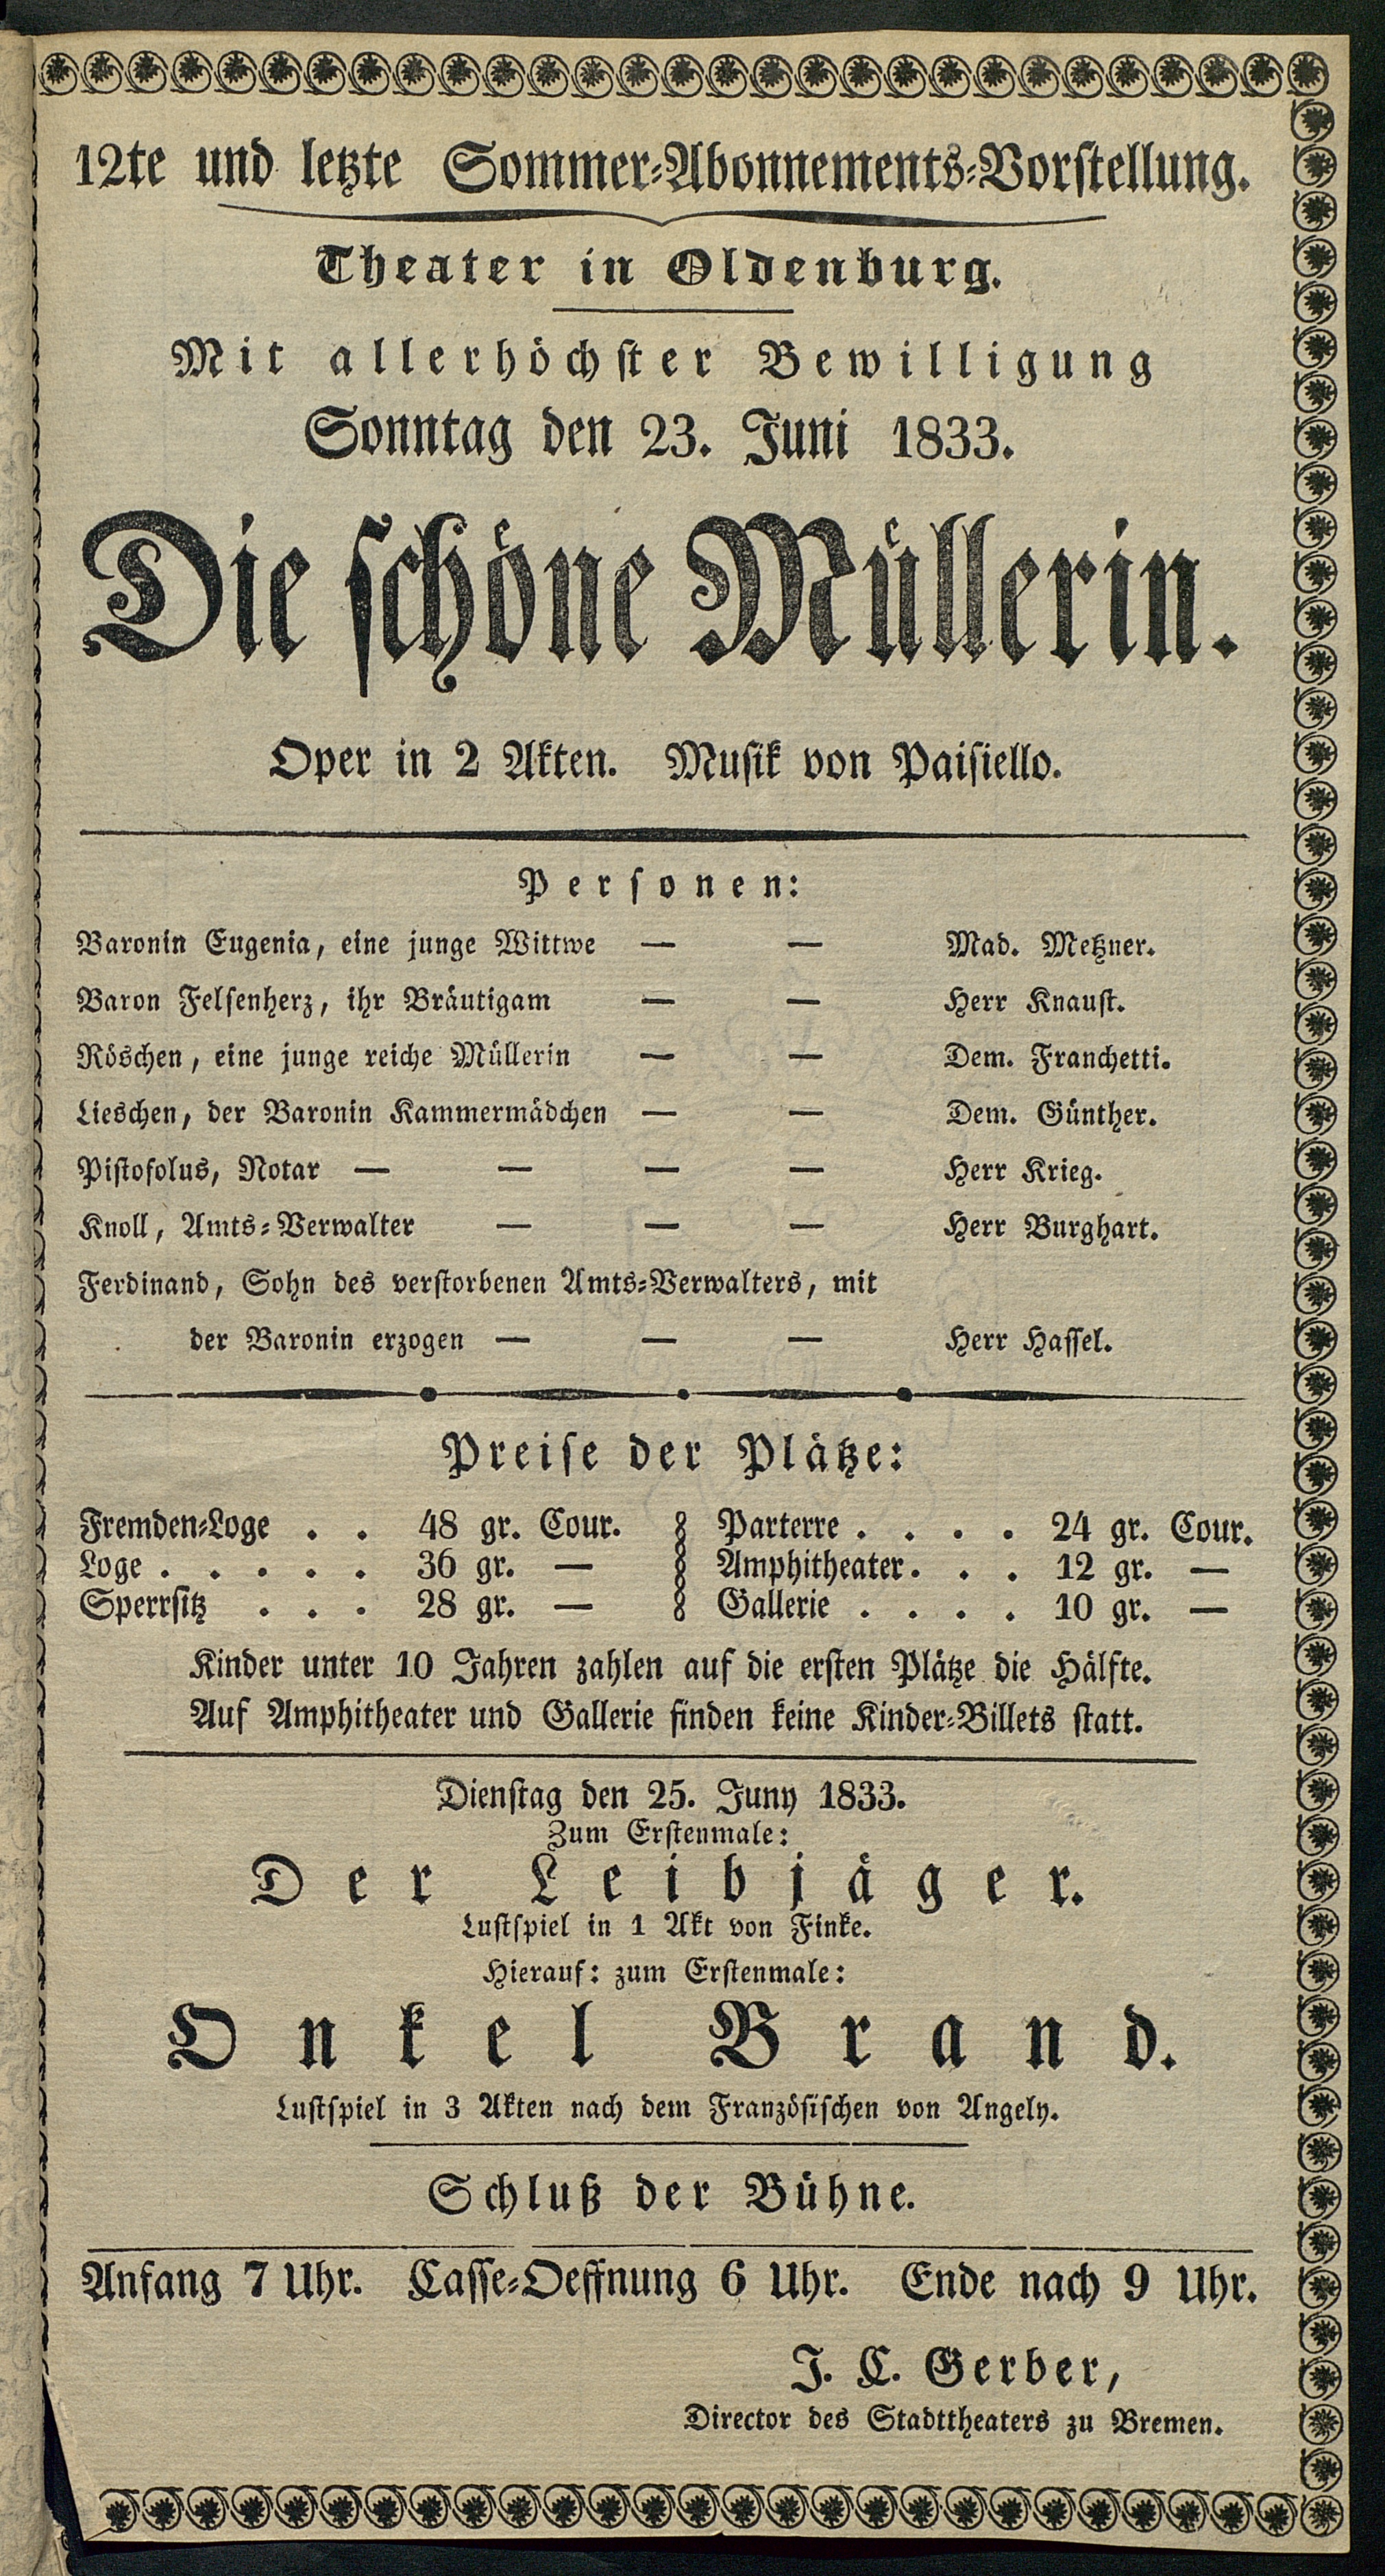 12te und letzte Sommer-Abonnements-Vorstellung.
Theater in Oldenburg.
Mit allerhöchster Bewilligung
Sonntag den 23. Juni 1833.
Die schöne Müllerin.
Oper in 2 Akten. Musik von Paisiello.
Personen:
Baronin Eugenia, eine junge Wittwe — — Mad. Metzner.
Baron Felsenherz, ihr Bräutigam — — Herr Knaust.
Röschen, eine junge reiche Müllerin — — Dem. Franchetti.
Lieschen, der Baronin Kammermädchen — — Dem. Günther.
Pistofolus, Notar — — — — Herr Krieg.
Knoll, Amts-Verwalter — — — Herr Burghart.
Ferdinand, Sohn des verstorbenen Amts-Verwalters, mit
der Baronin erzogen — — — Herr Hassel.
Preise der Plätze:
Fremden-Loge . . 48 gr. Cour. Parterre . . . . 24 gr. Cour.
Loge . . . . . 36 gr. — Amphitheater. . . 12 gr. —
Sperrsitz . . . 28 gr. — Gallerie . . . . 10 gr. —
Kinder unter 10 Jahren zahlen auf die ersten Plätze die Hälfte.
Auf Amphitheater und Gallerie finden keine Kinder-Billets statt.
Dienstag den 25. Juny 1833.
Zum Erstenmale:
Der Leibjäger.
Lustspiel in 1 Akt von Finke.
Hierauf: zum Erstenmale:
Onkel Brand.
Lustspiel in 3 Akten nach dem Französischen von Angely.
Schluß der Bühne.
Anfang 7 Uhr. Casse-Oeffnung 6 Uhr. Ende nach 9 Uhr.
J. C. Gerber,
Director des Stadttheaters zu Bremen.